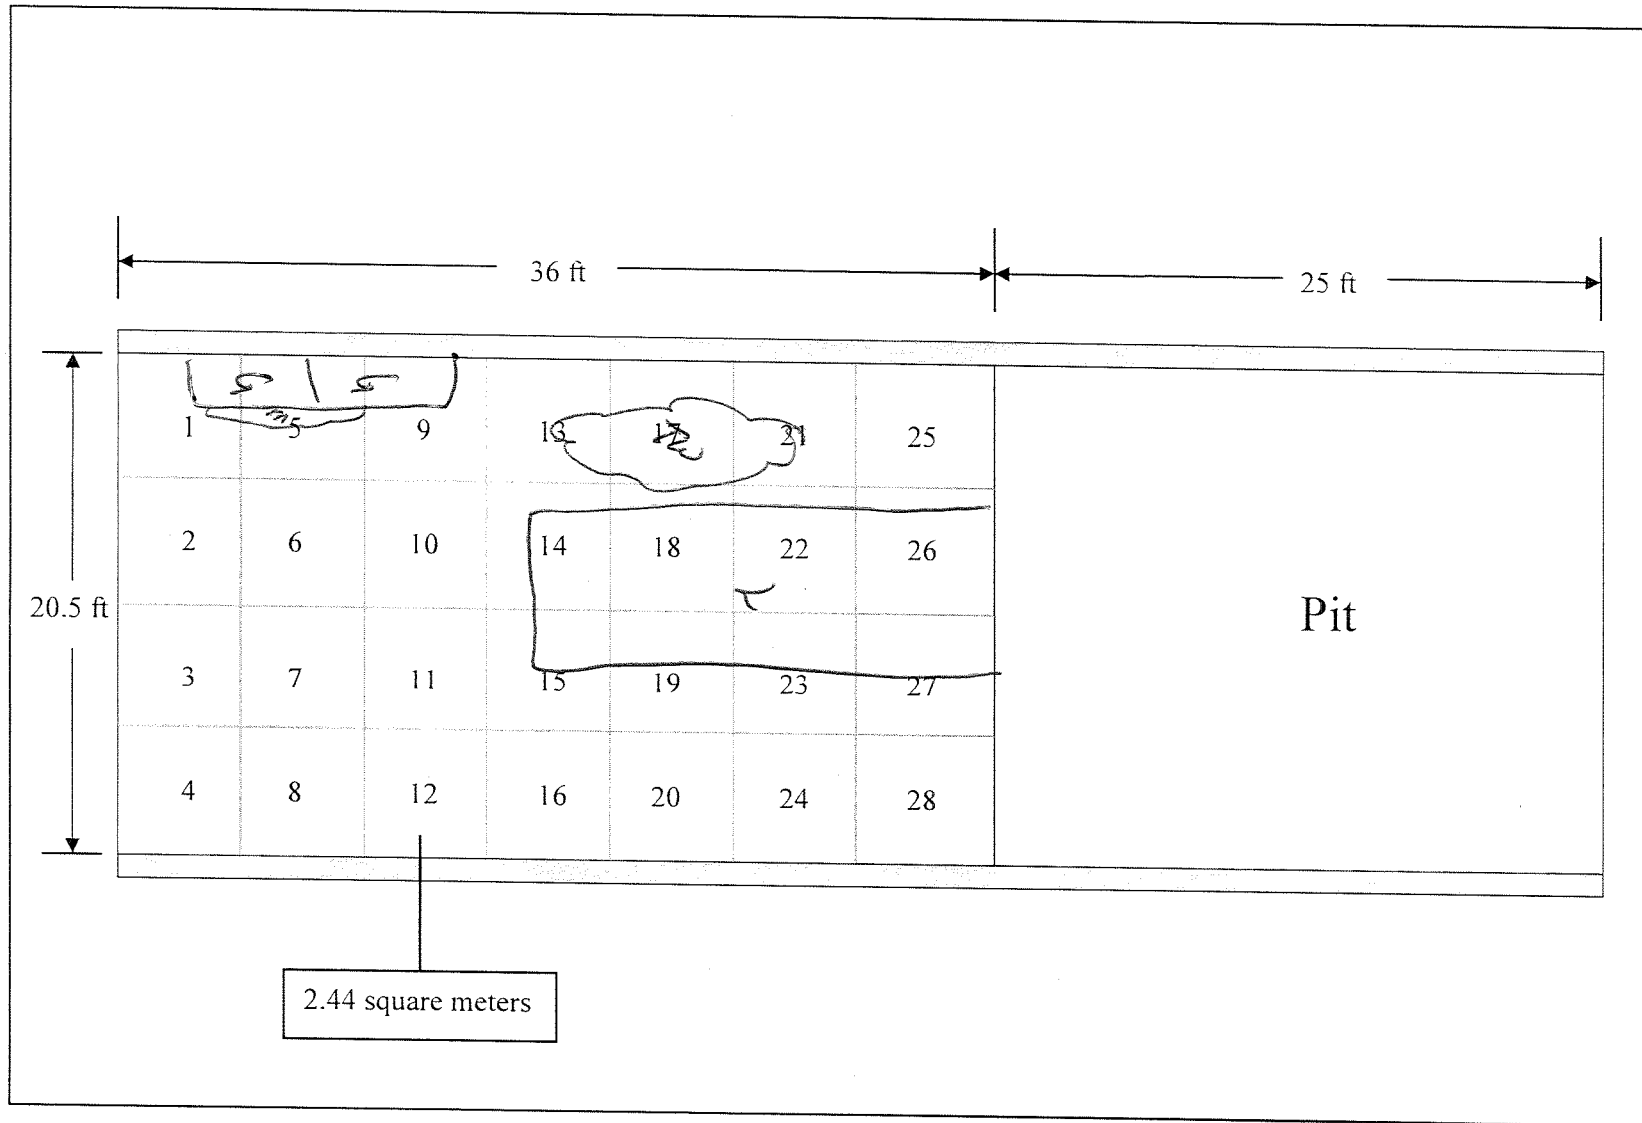 36 ft
25 ft
G G
1 5 9 13 17 21 25
2 6 10 14 18 22 26
20.5 ft
T
Pit
3 7 11 15 19 23 27
4 8 12 16 20 24 28
2.44 square meters